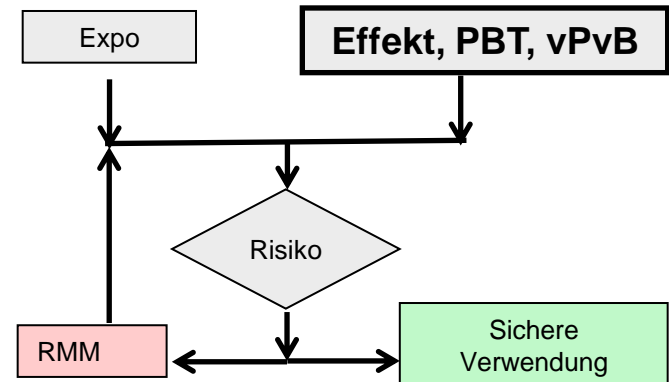 Expo
Effekt, PBT, vPvB
Risiko
RMM
Sichere
Verwendung